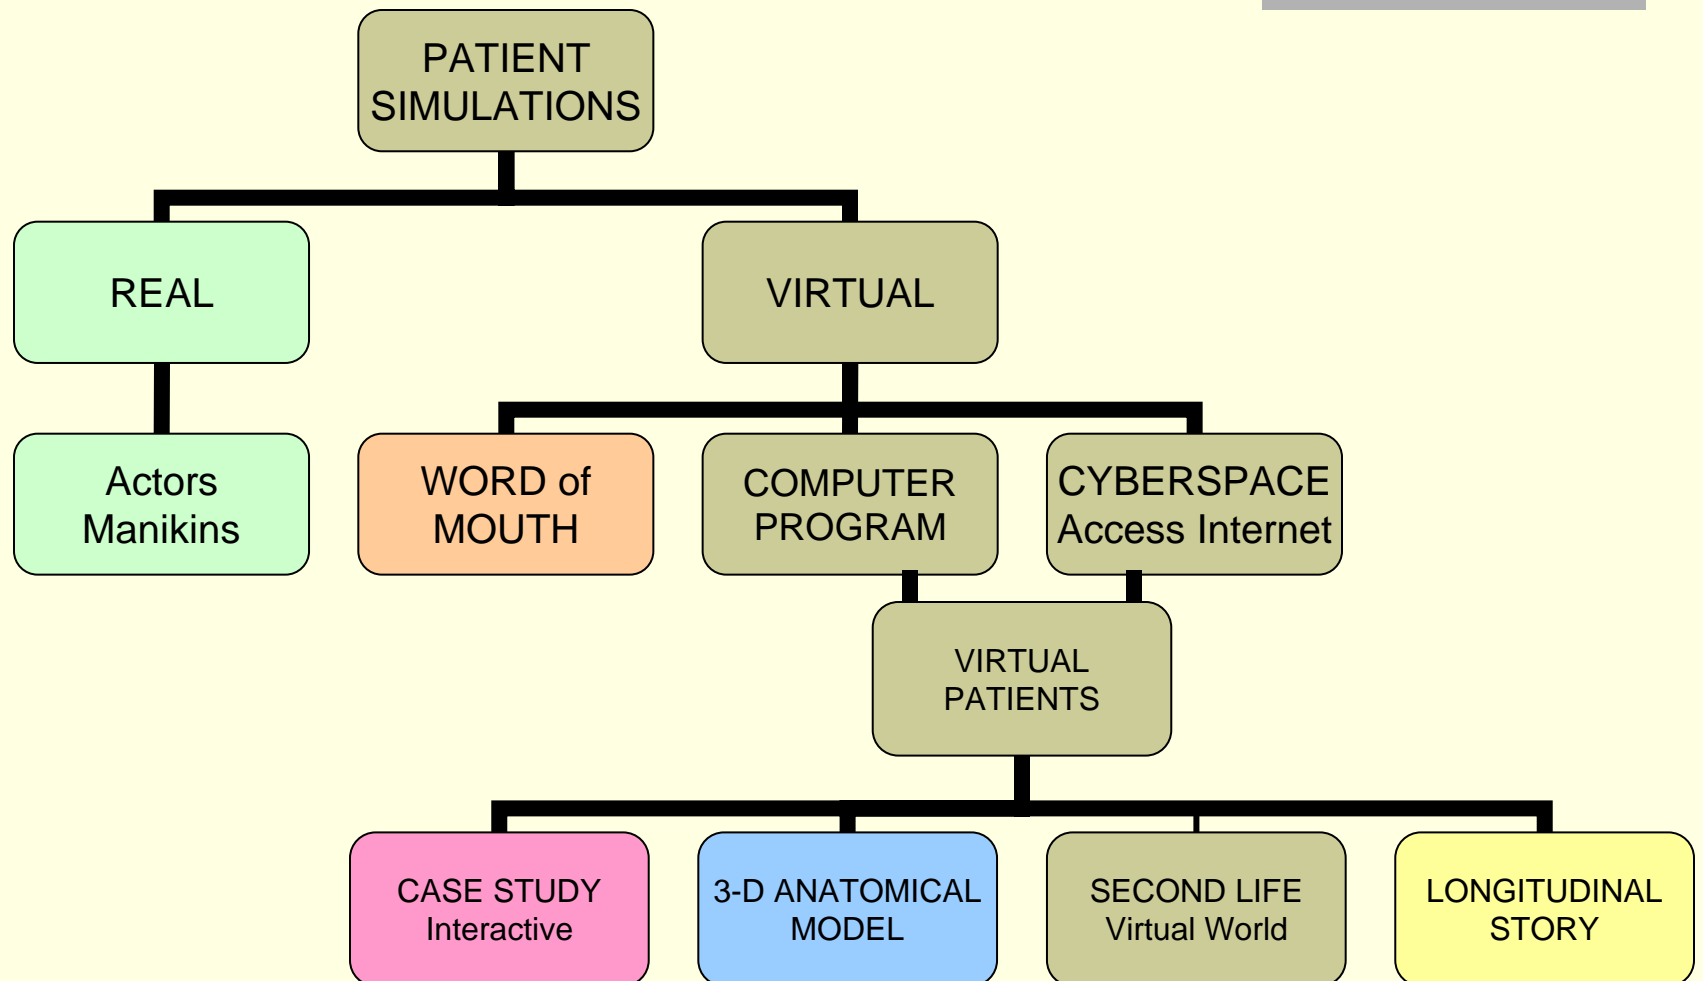 PATIENT
SIMULATIONS
REAL
VIRTUAL
Actors
Manikins
WORD of
MOUTH
COMPUTER
PROGRAM
CYBERSPACE
Access Internet
VIRTUAL
PATIENTS
CASE STUDY
Interactive
3-D ANATOMICAL
MODEL
SECOND LIFE
Virtual World
LONGITUDINAL
STORY